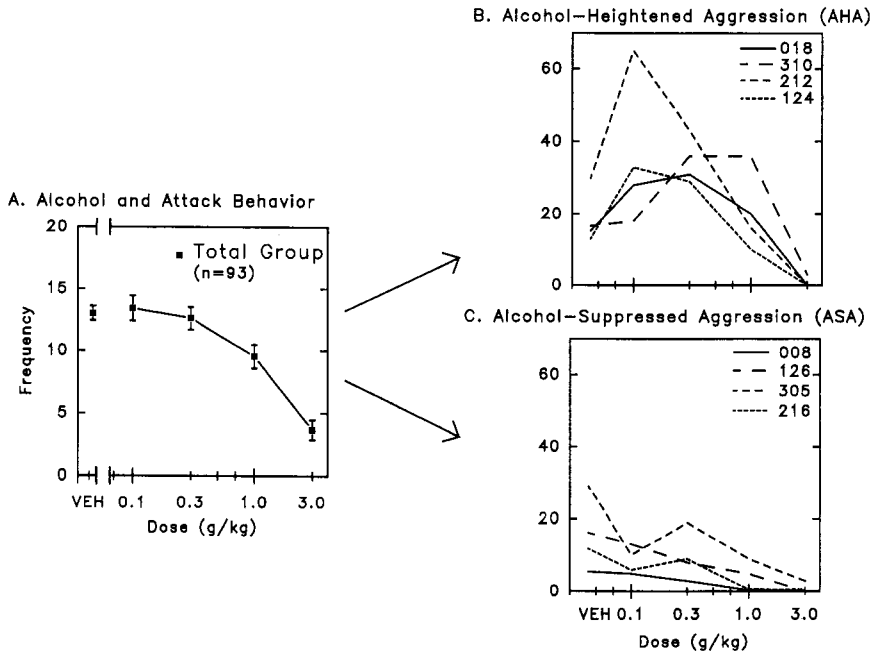 B. Alcohol-Heightened Aggression (AHA)
60
40
20
0
018
310
212
124
A. Alcohol and Attack Behavior
20
15
10
5
0
Frequency
Total Group
(n=93)
VEH 0.1 0.3 1.0 3.0
Dose (g/kg)
C. Alcohol-Suppressed Aggression (ASA)
60
40
20
0
008
126
305
216
VEH 0.1 0.3 1.0 3.0
Dose (g/kg)